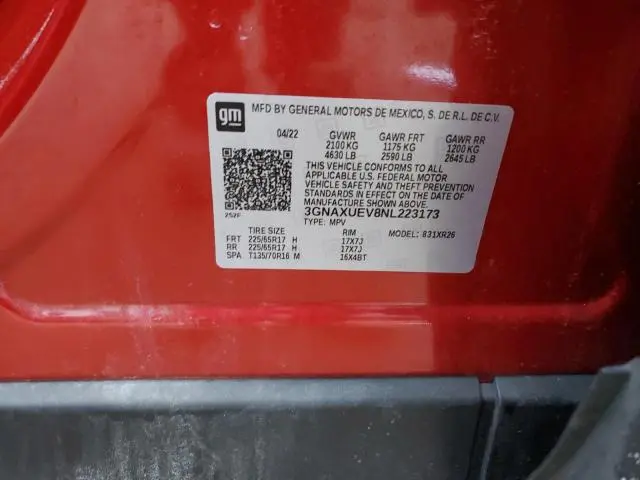 gm
MFD BY GENERAL MOTORS DE MEXICO, S. DE R.L. DE C.V.
04/22 GVWR GAWR FRT GAWR RR
2100 KG 1175 KG 1200 KG
4630 LB 2590 LB 2645 LB
THIS VEHICLE CONFORMS TO ALL
APPLICABLE U.S. FEDERAL MOTOR
VEHICLE SAFETY AND THEFT PREVENTION
STANDARDS IN EFFECT ON THE DATE OF
MANUFACTURE SHOWN ABOVE.
252F 3GNAXUEV8NL223173
TYPE: MPV
TIRE SIZE RIM MODEL: 831XR26
FRT 225/65R17 H 17X7J
RR 225/65R17 H 17X7J
SPA T135/70R16 M 16X4BT